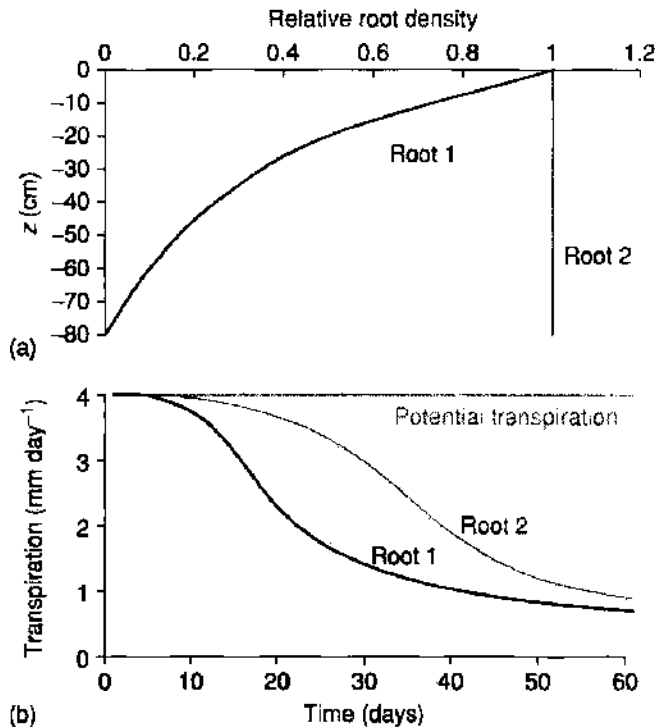 Relative root density
0 0.2 0.4 0.6 0.8 1 1.2
0
–10
–20
–30
–40
–50
–60
–70
–80
z (cm)
Root 1
Root 2
(a)
4
3
2
1
0
Transpiration (mm day⁻¹)
Potential transpiration
Root 2
Root 1
0 10 20 30 40 50 60
Time (days)
(b)